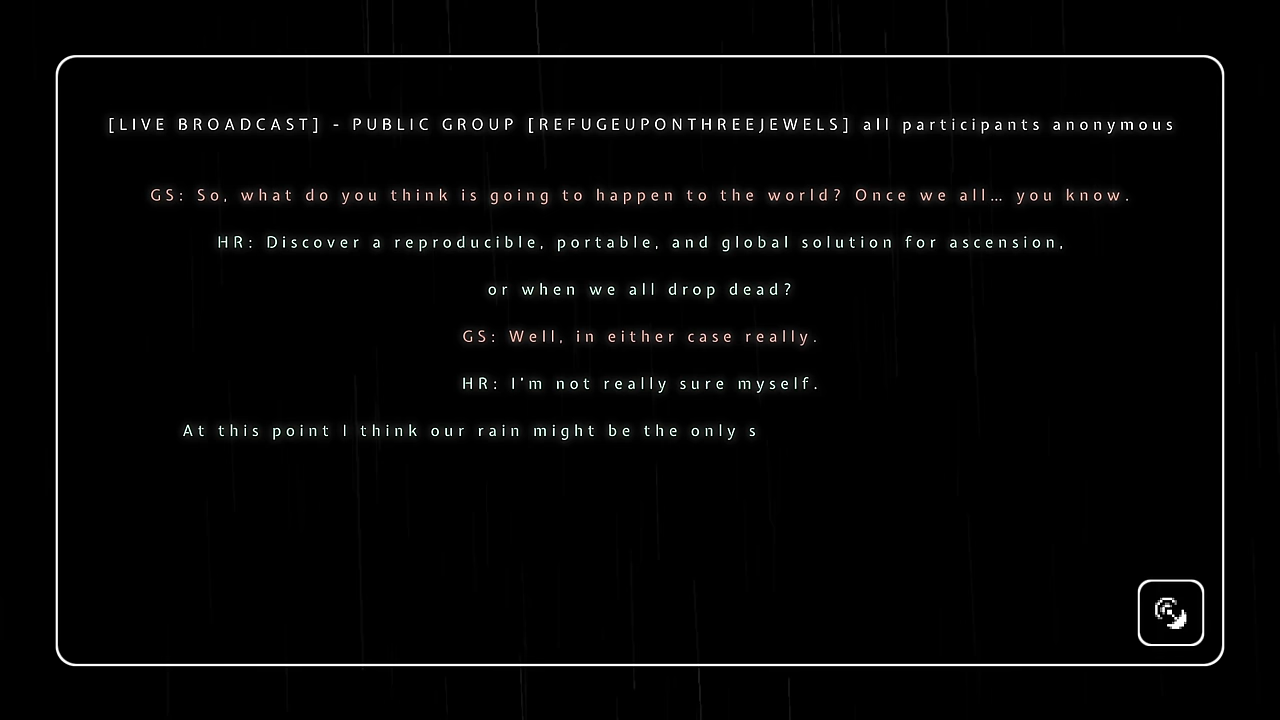 [LIVE BROADCAST] - PUBLIC GROUP [REFUGEUPONTHREEJEWELS] all participants anonymous
GS: So, what do you think is going to happen to the world? Once we all… you know.
HR: Discover a reproducible, portable, and global solution for ascension,
or when we all drop dead?
GS: Well, in either case really.
HR: I'm not really sure myself.
At this point I think our rain might be the only s